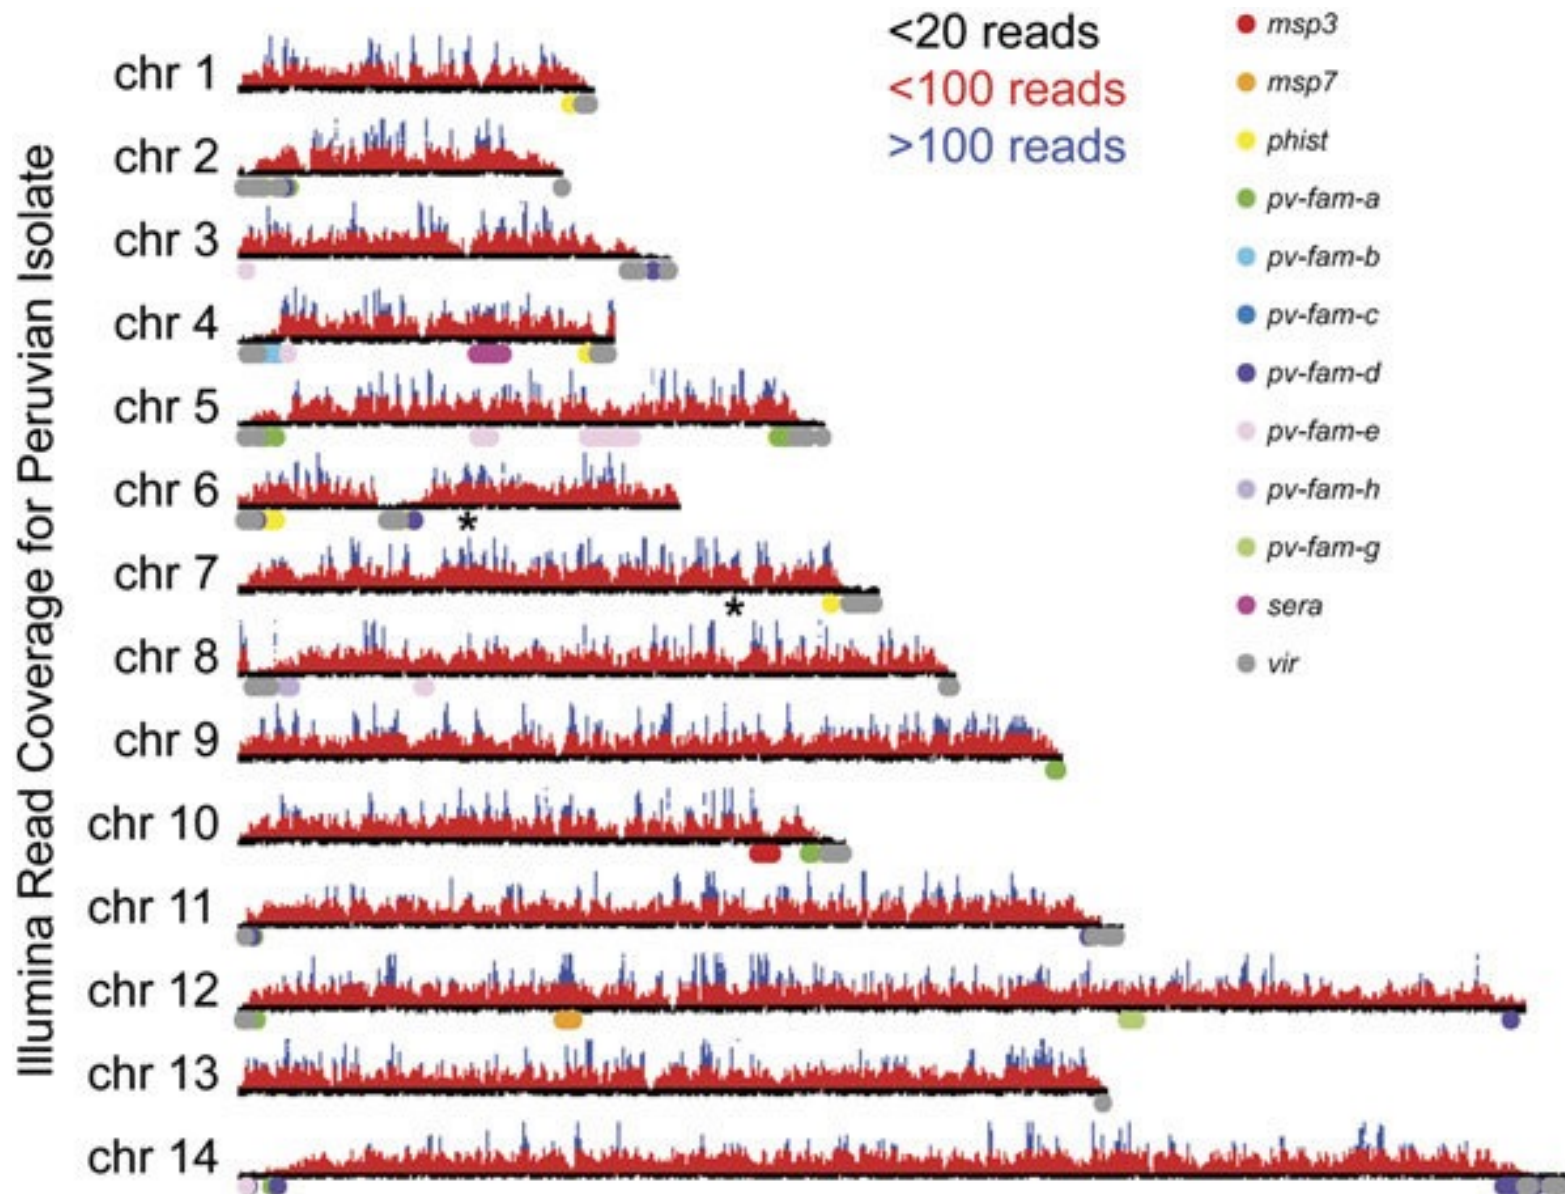 Illumina Read Coverage for Peruvian Isolate
<20 reads
<100 reads
>100 reads
chr 1
chr 2
chr 3
chr 4
chr 5
chr 6
*
chr 7
*
chr 8
chr 9
chr 10
chr 11
chr 12
chr 13
chr 14
msp3
msp7
phist
pv-fam-a
pv-fam-b
pv-fam-c
pv-fam-d
pv-fam-e
pv-fam-h
pv-fam-g
sera
vir